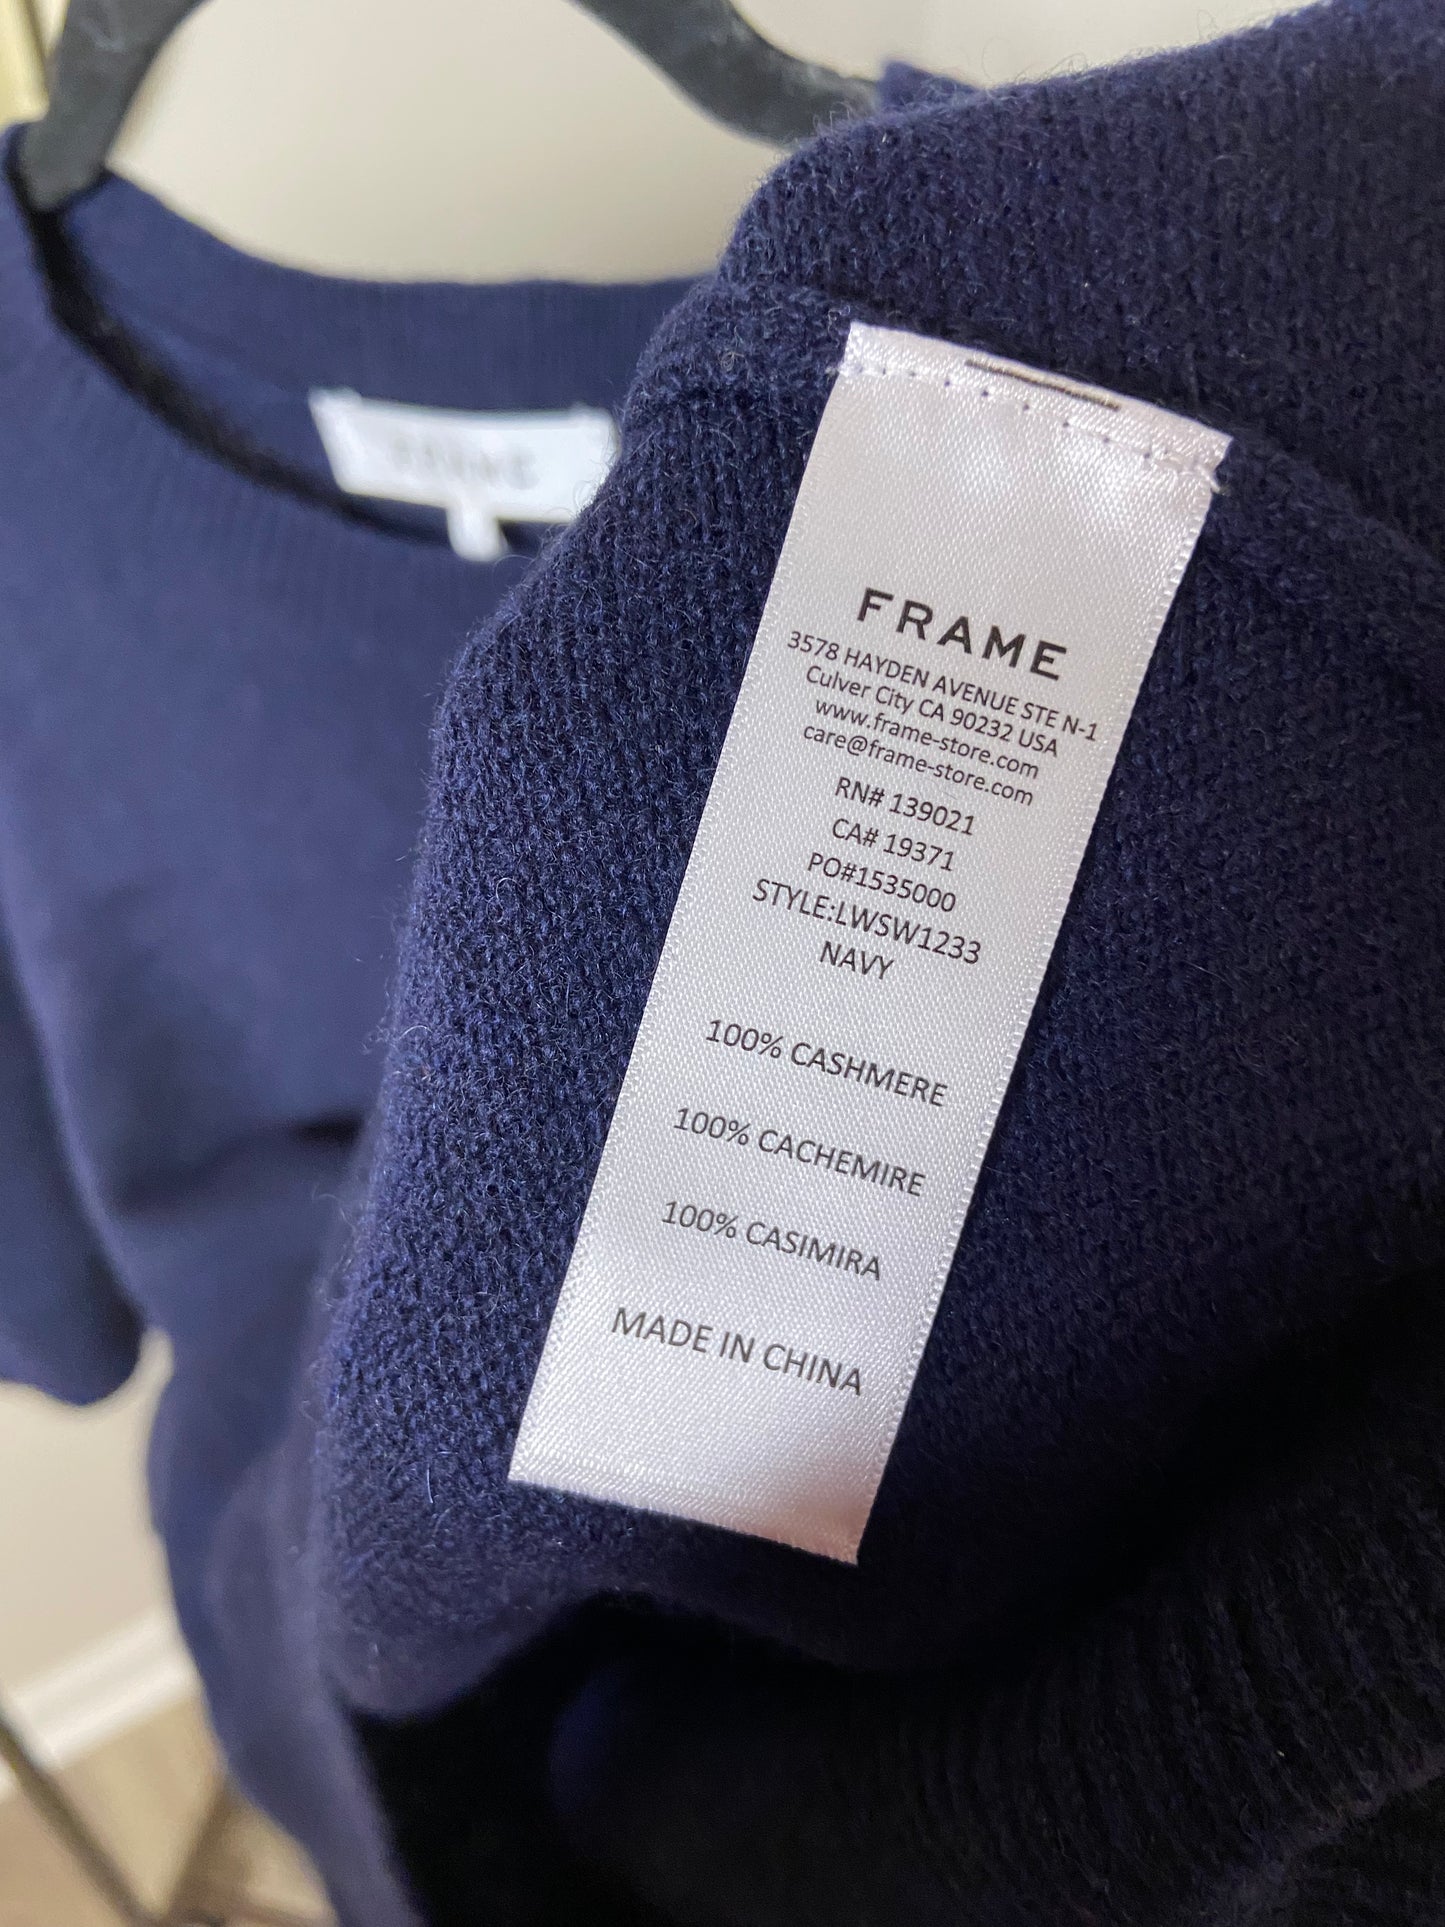 FRAME
FRAME
3578 HAYDEN AVENUE STE N-1
Culver City CA 90232 USA
www.frame-store.com
care@frame-store.com
RN# 139021
CA# 19371
PO#1535000
STYLE:LWSW1233
NAVY
100% CASHMERE
100% CACHEMIRE
100% CASIMIRA
MADE IN CHINA